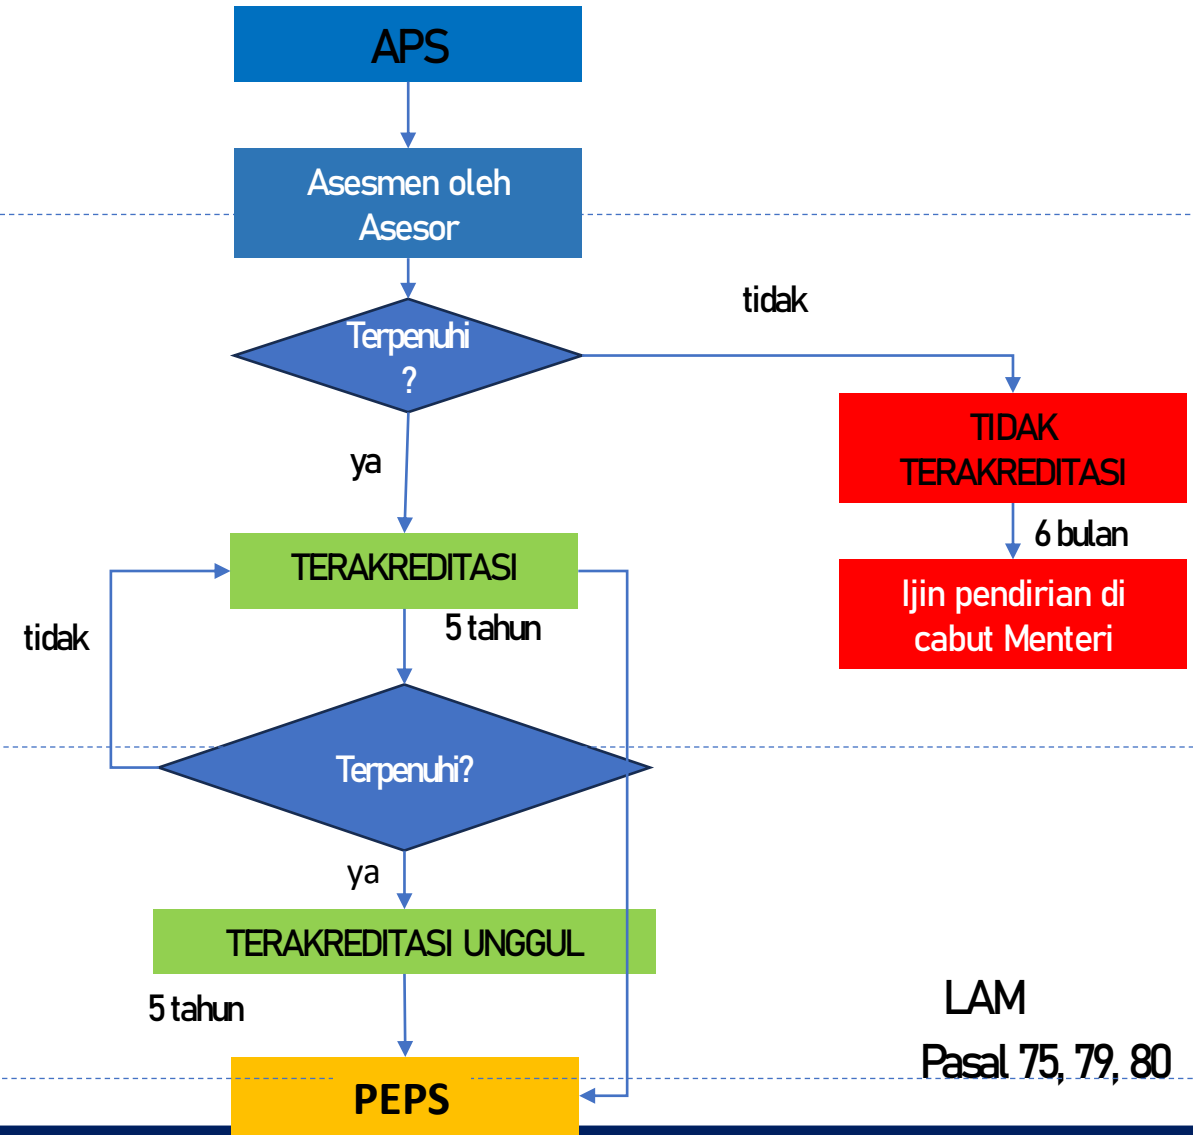 APS
Asesmen oleh
Asesor
Terpenuhi
?
tidak
ya
TIDAK
TERAKREDITASI
6 bulan
Ijin pendirian di
cabut Menteri
TERAKREDITASI
5 tahun
tidak
Terpenuhi?
ya
TERAKREDITASI UNGGUL
5 tahun
PEPS
LAM
Pasal 75, 79, 80